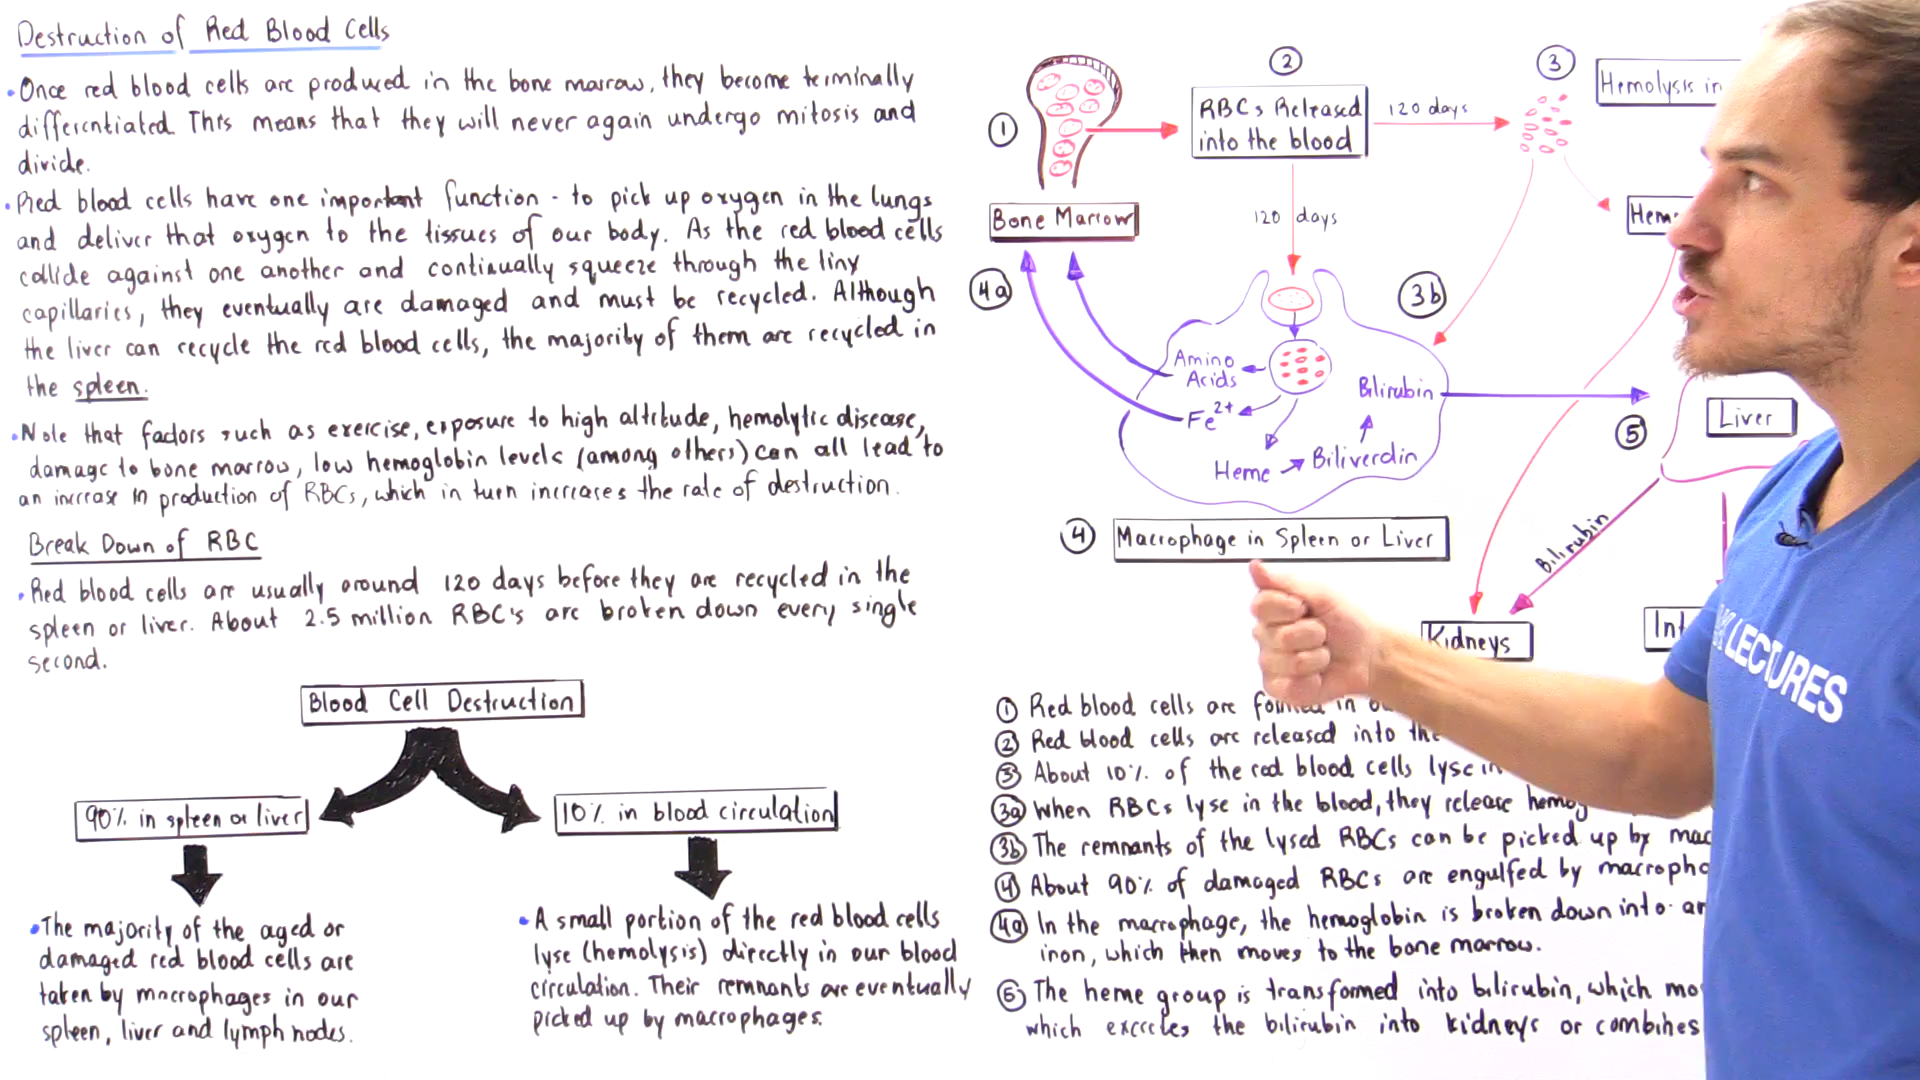 Destruction of Red Blood Cells
• Once red blood cells are produced in the bone marrow, they become terminally
differentiated. This means that they will never again undergo mitosis and
divide.
• Red blood cells have one important function - to pick up oxygen in the lungs
and deliver that oxygen to the tissues of our body. As the red blood cells
collide against one another and continually squeeze through the tiny
capillaries, they eventually are damaged and must be recycled. Although
the liver can recycle the red blood cells, the majority of them are recycled in
the spleen.
• Note that factors such as exercise, exposure to high altitude, hemolytic disease,
damage to bone marrow, low hemoglobin levels (among others) can all lead to
an increase in production of RBCs, which in turn increases the rate of destruction.
Break Down of RBC
• Red blood cells are usually around 120 days before they are recycled in the
spleen or liver. About 2.5 million RBC's are broken down every single
second.
Blood Cell Destruction
90% in spleen or liver
10% in blood circulation
• The majority of the aged or
damaged red blood cells are
taken by macrophages in our
spleen, liver and lymph nodes.
• A small portion of the red blood cells
lyse (hemolysis) directly in our blood
circulation. Their remnants are eventually
picked up by macrophages.
1
Bone Marrow
2
RBCs Released
into the blood
120 days
3
Hemolysis in
120 days
4a
3b
Amino
Acids
Fe2+
Heme
Biliverdin
Bilirubin
5
Liver
4
Macrophage in Spleen or Liver
Bilirubin
Kidneys
1 Red blood cells are formed in
2 Red blood cells are released into the
3 About 10% of the red blood cells lyse in
3a When RBCs lyse in the blood, they release
3b The remnants of the lysed RBCs can be picked up by
4 About 90% of damaged RBCs are engulfed by
4a In the macrophage, the hemoglobin is broken down into
iron, which then moves to the bone marrow.
5 The heme group is transformed into bilirubin, which
which excretes the bilirubin into kidneys or combines
LECTURES